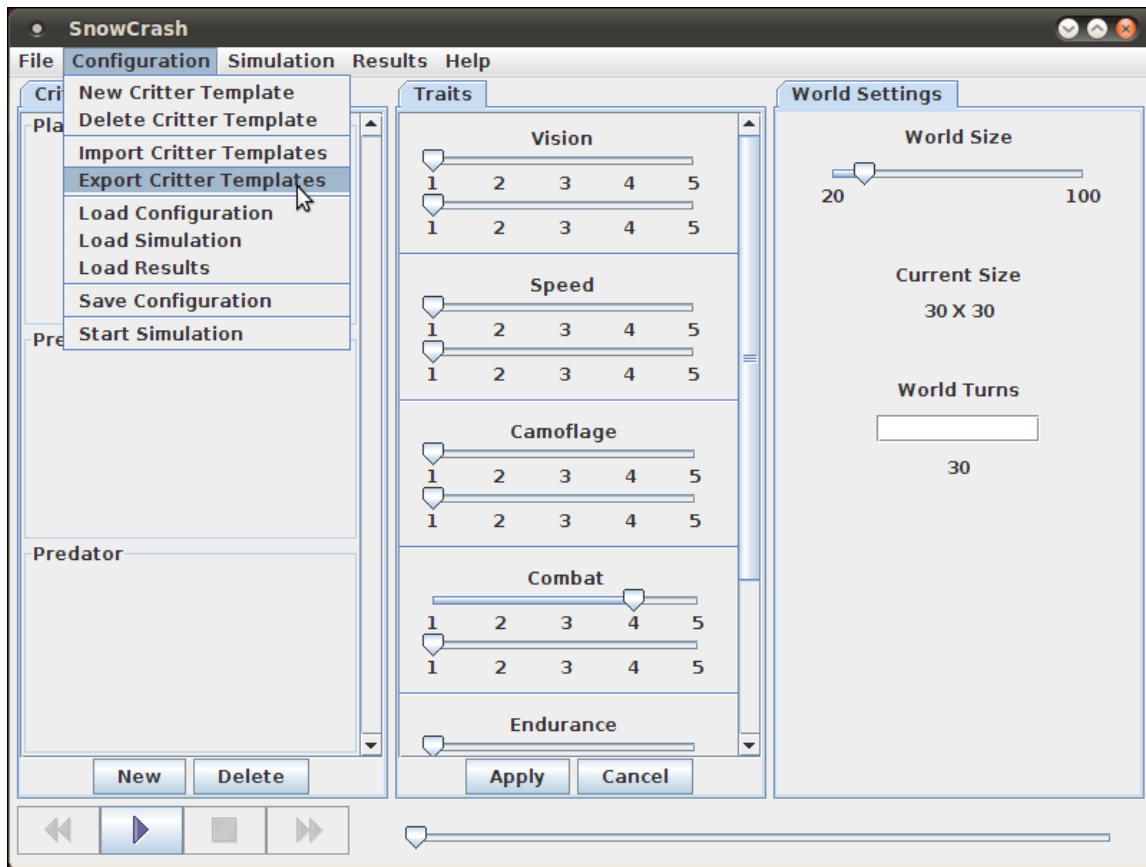 SnowCrash
File Configuration Simulation Results Help
New Critter Template
Delete Critter Template
Import Critter Templates
Export Critter Templates
Load Configuration
Load Simulation
Load Results
Save Configuration
Start Simulation
Cri
Pla
Pre
Predator
New Delete
Traits
Vision
1 2 3 4 5
1 2 3 4 5
Speed
1 2 3 4 5
1 2 3 4 5
Camoflage
1 2 3 4 5
1 2 3 4 5
Combat
1 2 3 4 5
1 2 3 4 5
Endurance
Apply Cancel
World Settings
World Size
20 100
Current Size
30 X 30
World Turns
30